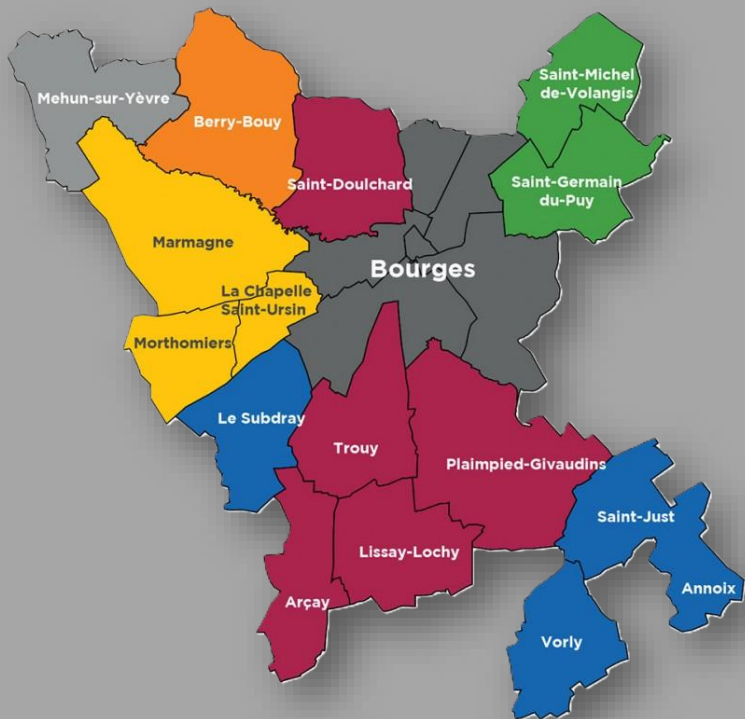 Saint-Michel
de-Volangis
Mehun-sur-Yèvre
Berry-Bouy
Saint-Doulchard
Saint-Germain
du-Puy
Marmagne
Bourges
La Chapelle
Saint-Ursin
Morthomiers
Le Subdray
Trouy
Plaimpied-Givaudins
Saint-Just
Lissay-Lochy
Annoix
Arçay
Vorly